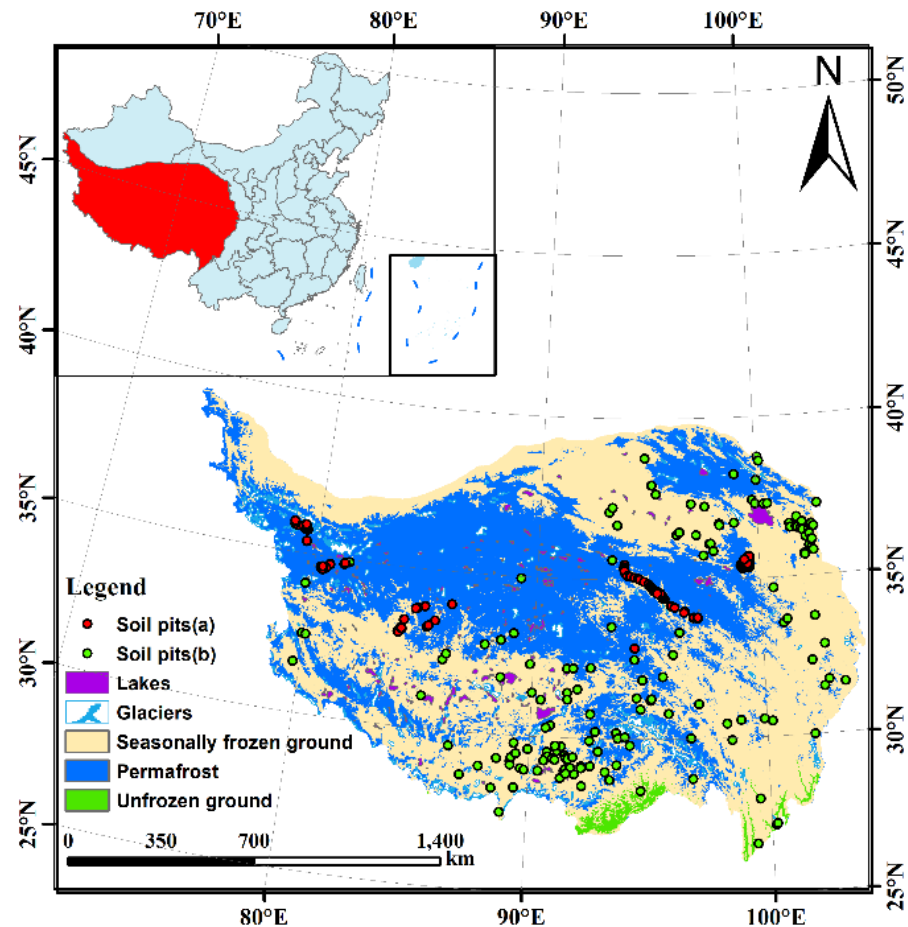 70°E 80°E 90°E 100°E
N
50°N
45°N
45°N
40°N
40°N
35°N
35°N
30°N
30°N
25°N
25°N
Legend
Soil pits(a)
Soil pits(b)
Lakes
Glaciers
Seasonally frozen ground
Permafrost
Unfrozen ground
0 350 700 1,400
km
80°E 90°E 100°E